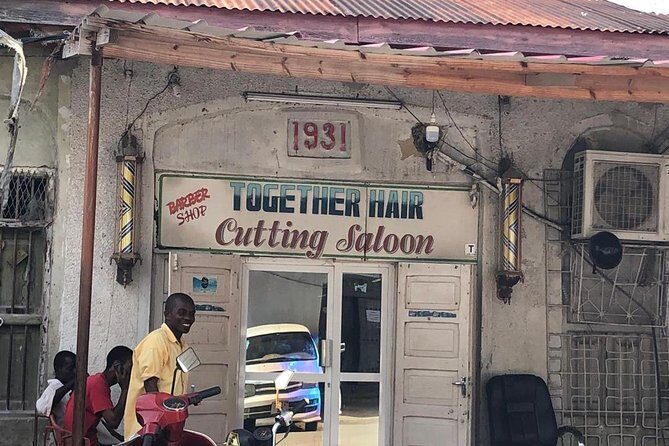 1931
BARBER
SHOP
TOGETHER HAIR
Cutting Saloon
T